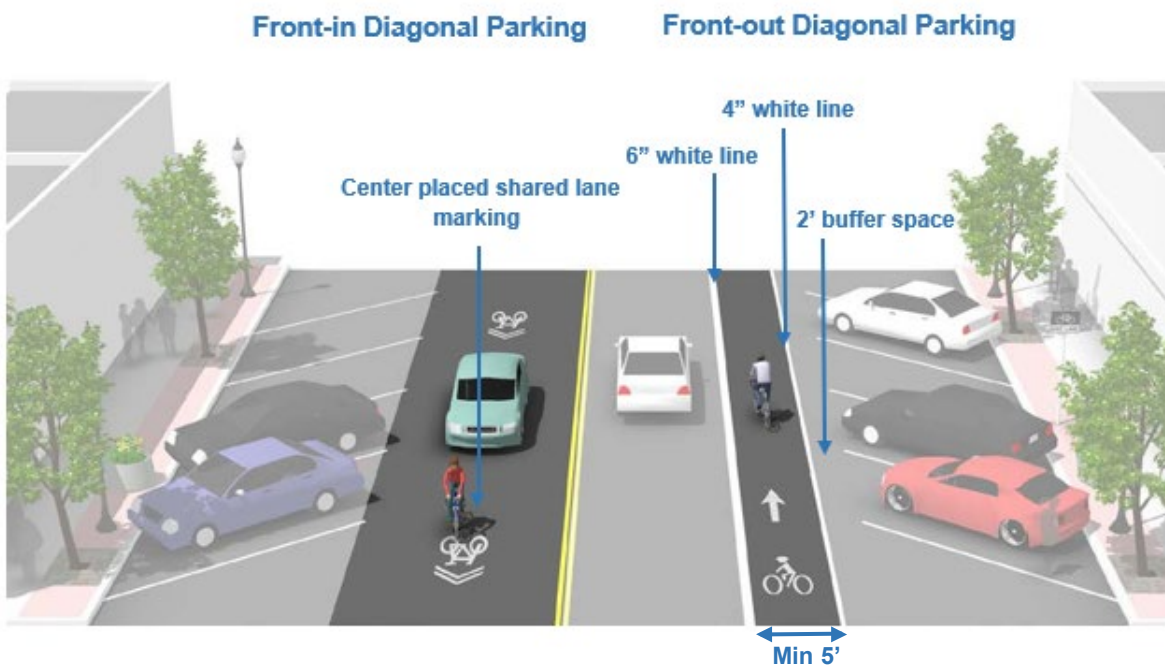 Front-in Diagonal Parking
Front-out Diagonal Parking
4” white line
6” white line
Center placed shared lane
marking
2’ buffer space
Min 5’